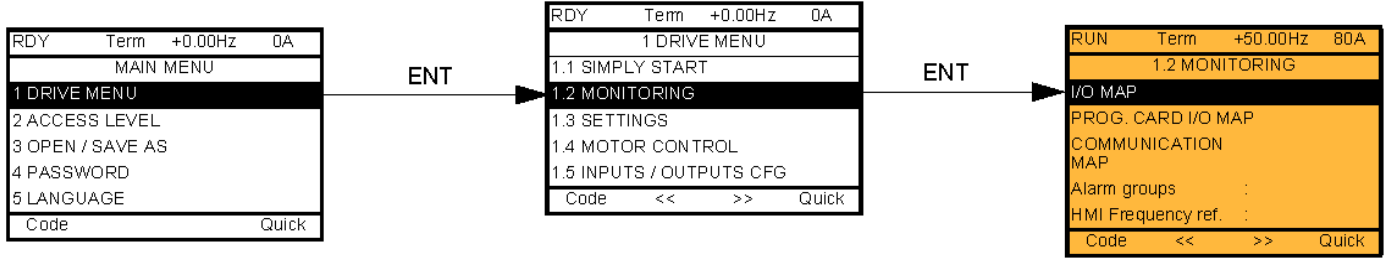 RDY Term +0.00Hz 0A
MAIN MENU
1 DRIVE MENU
2 ACCESS LEVEL
3 OPEN / SAVE AS
4 PASSWORD
5 LANGUAGE
Code Quick
ENT
RDY Term +0.00Hz 0A
1 DRIVE MENU
1.1 SIMPLY START
1.2 MONITORING
1.3 SETTINGS
1.4 MOTOR CONTROL
1.5 INPUTS / OUTPUTS CFG
Code << >> Quick
ENT
RUN Term +50.00Hz 80A
1.2 MONITORING
I/O MAP
PROG. CARD I/O MAP
COMMUNICATION
MAP
Alarm groups :
HMI Frequency ref. :
Code << >> Quick